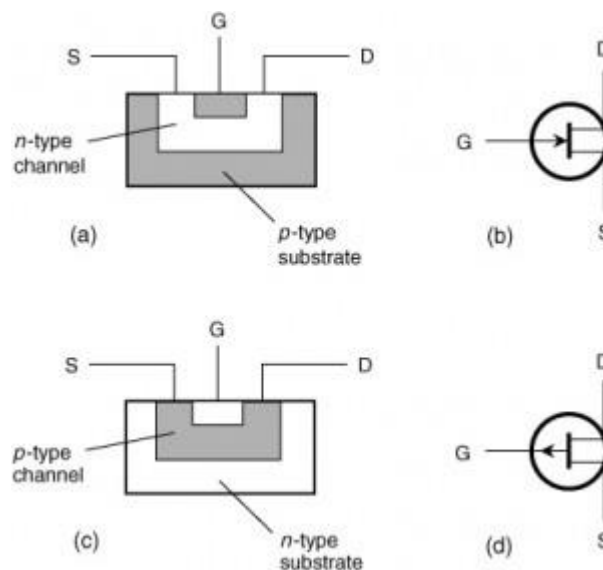 G
S D
n-type
channel
p-type
substrate
(a)
D
G
(b)
S
G
S D
p-type
channel
n-type
substrate
(c)
D
G
(d)
S